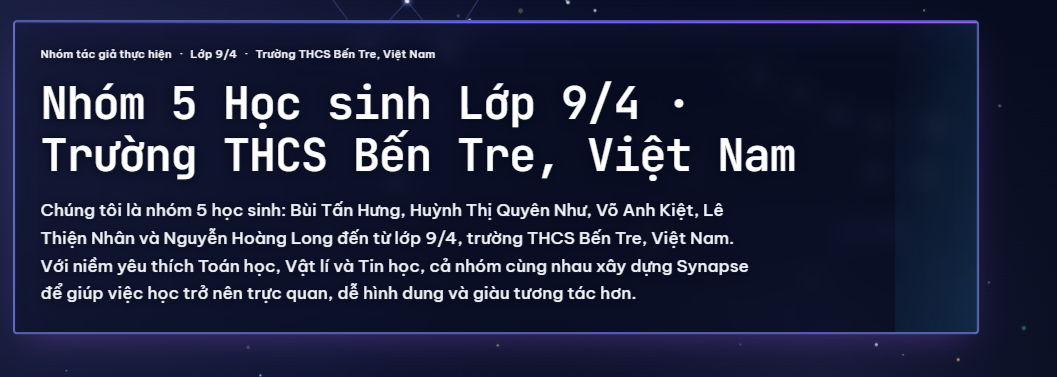 Nhóm tác giả thực hiện · Lớp 9/4 · Trường THCS Bến Tre, Việt Nam
Nhóm 5 Học sinh Lớp 9/4 ·
Trường THCS Bến Tre, Việt Nam
Chúng tôi là nhóm 5 học sinh: Bùi Tấn Hưng, Huỳnh Thị Quyên Như, Võ Anh Kiệt, Lê
Thiện Nhân và Nguyễn Hoàng Long đến từ lớp 9/4, trường THCS Bến Tre, Việt Nam.
Với niềm yêu thích Toán học, Vật lí và Tin học, cả nhóm cùng nhau xây dựng Synapse
để giúp việc học trở nên trực quan, dễ hình dung và giàu tương tác hơn.